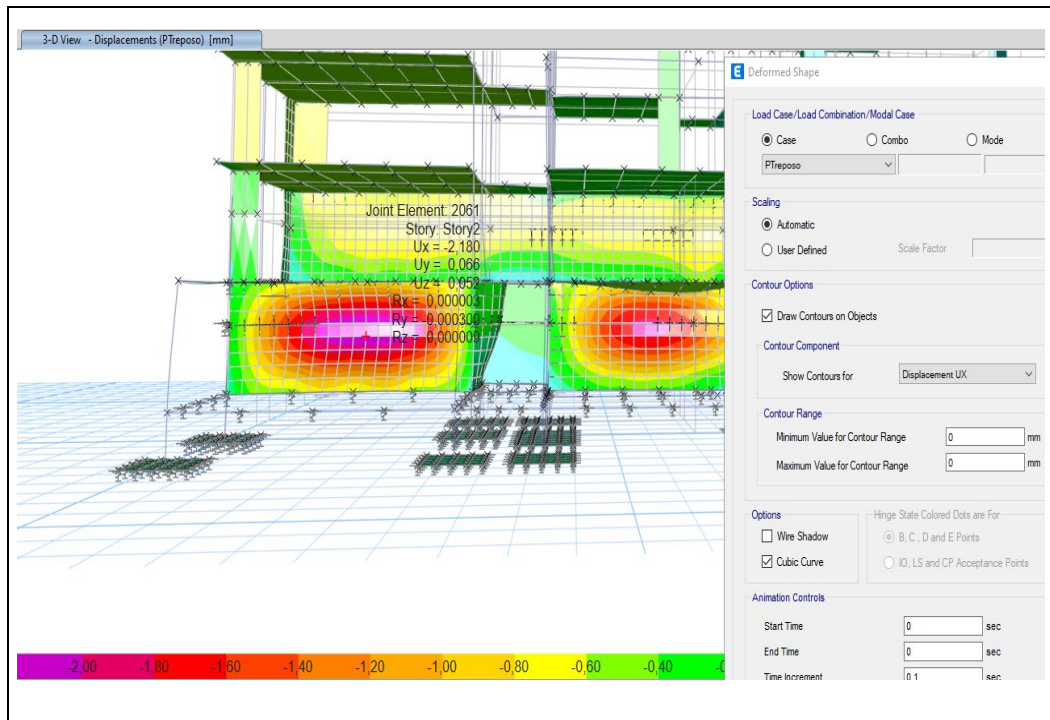 3-D View - Displacements (PTreposo) [mm]
Joint Element: 2061
Story: Story2
Ux = -2,180
Uy = 0,066
Uz = 0,052
Rx = 0,000003
Ry = -0,000300
Rz = 0,000009
-2,00 -1,80 -1,60 -1,40 -1,20 -1,00 -0,80 -0,60 -0,40
E Deformed Shape
Load Case/Load Combination/Modal Case
Case Combo Mode
PTreposo
Scaling
Automatic
User Defined Scale Factor
Contour Options
Draw Contours on Objects
Contour Component
Show Contours for Displacement UX
Contour Range
Minimum Value for Contour Range 0 mm
Maximum Value for Contour Range 0 mm
Options Hinge State Colored Dots are For
Wire Shadow B, C , D and E Points
Cubic Curve IO, LS and CP Acceptance Points
Animation Controls
Start Time 0 sec
End Time 0 sec
Time Increment 0.1 sec